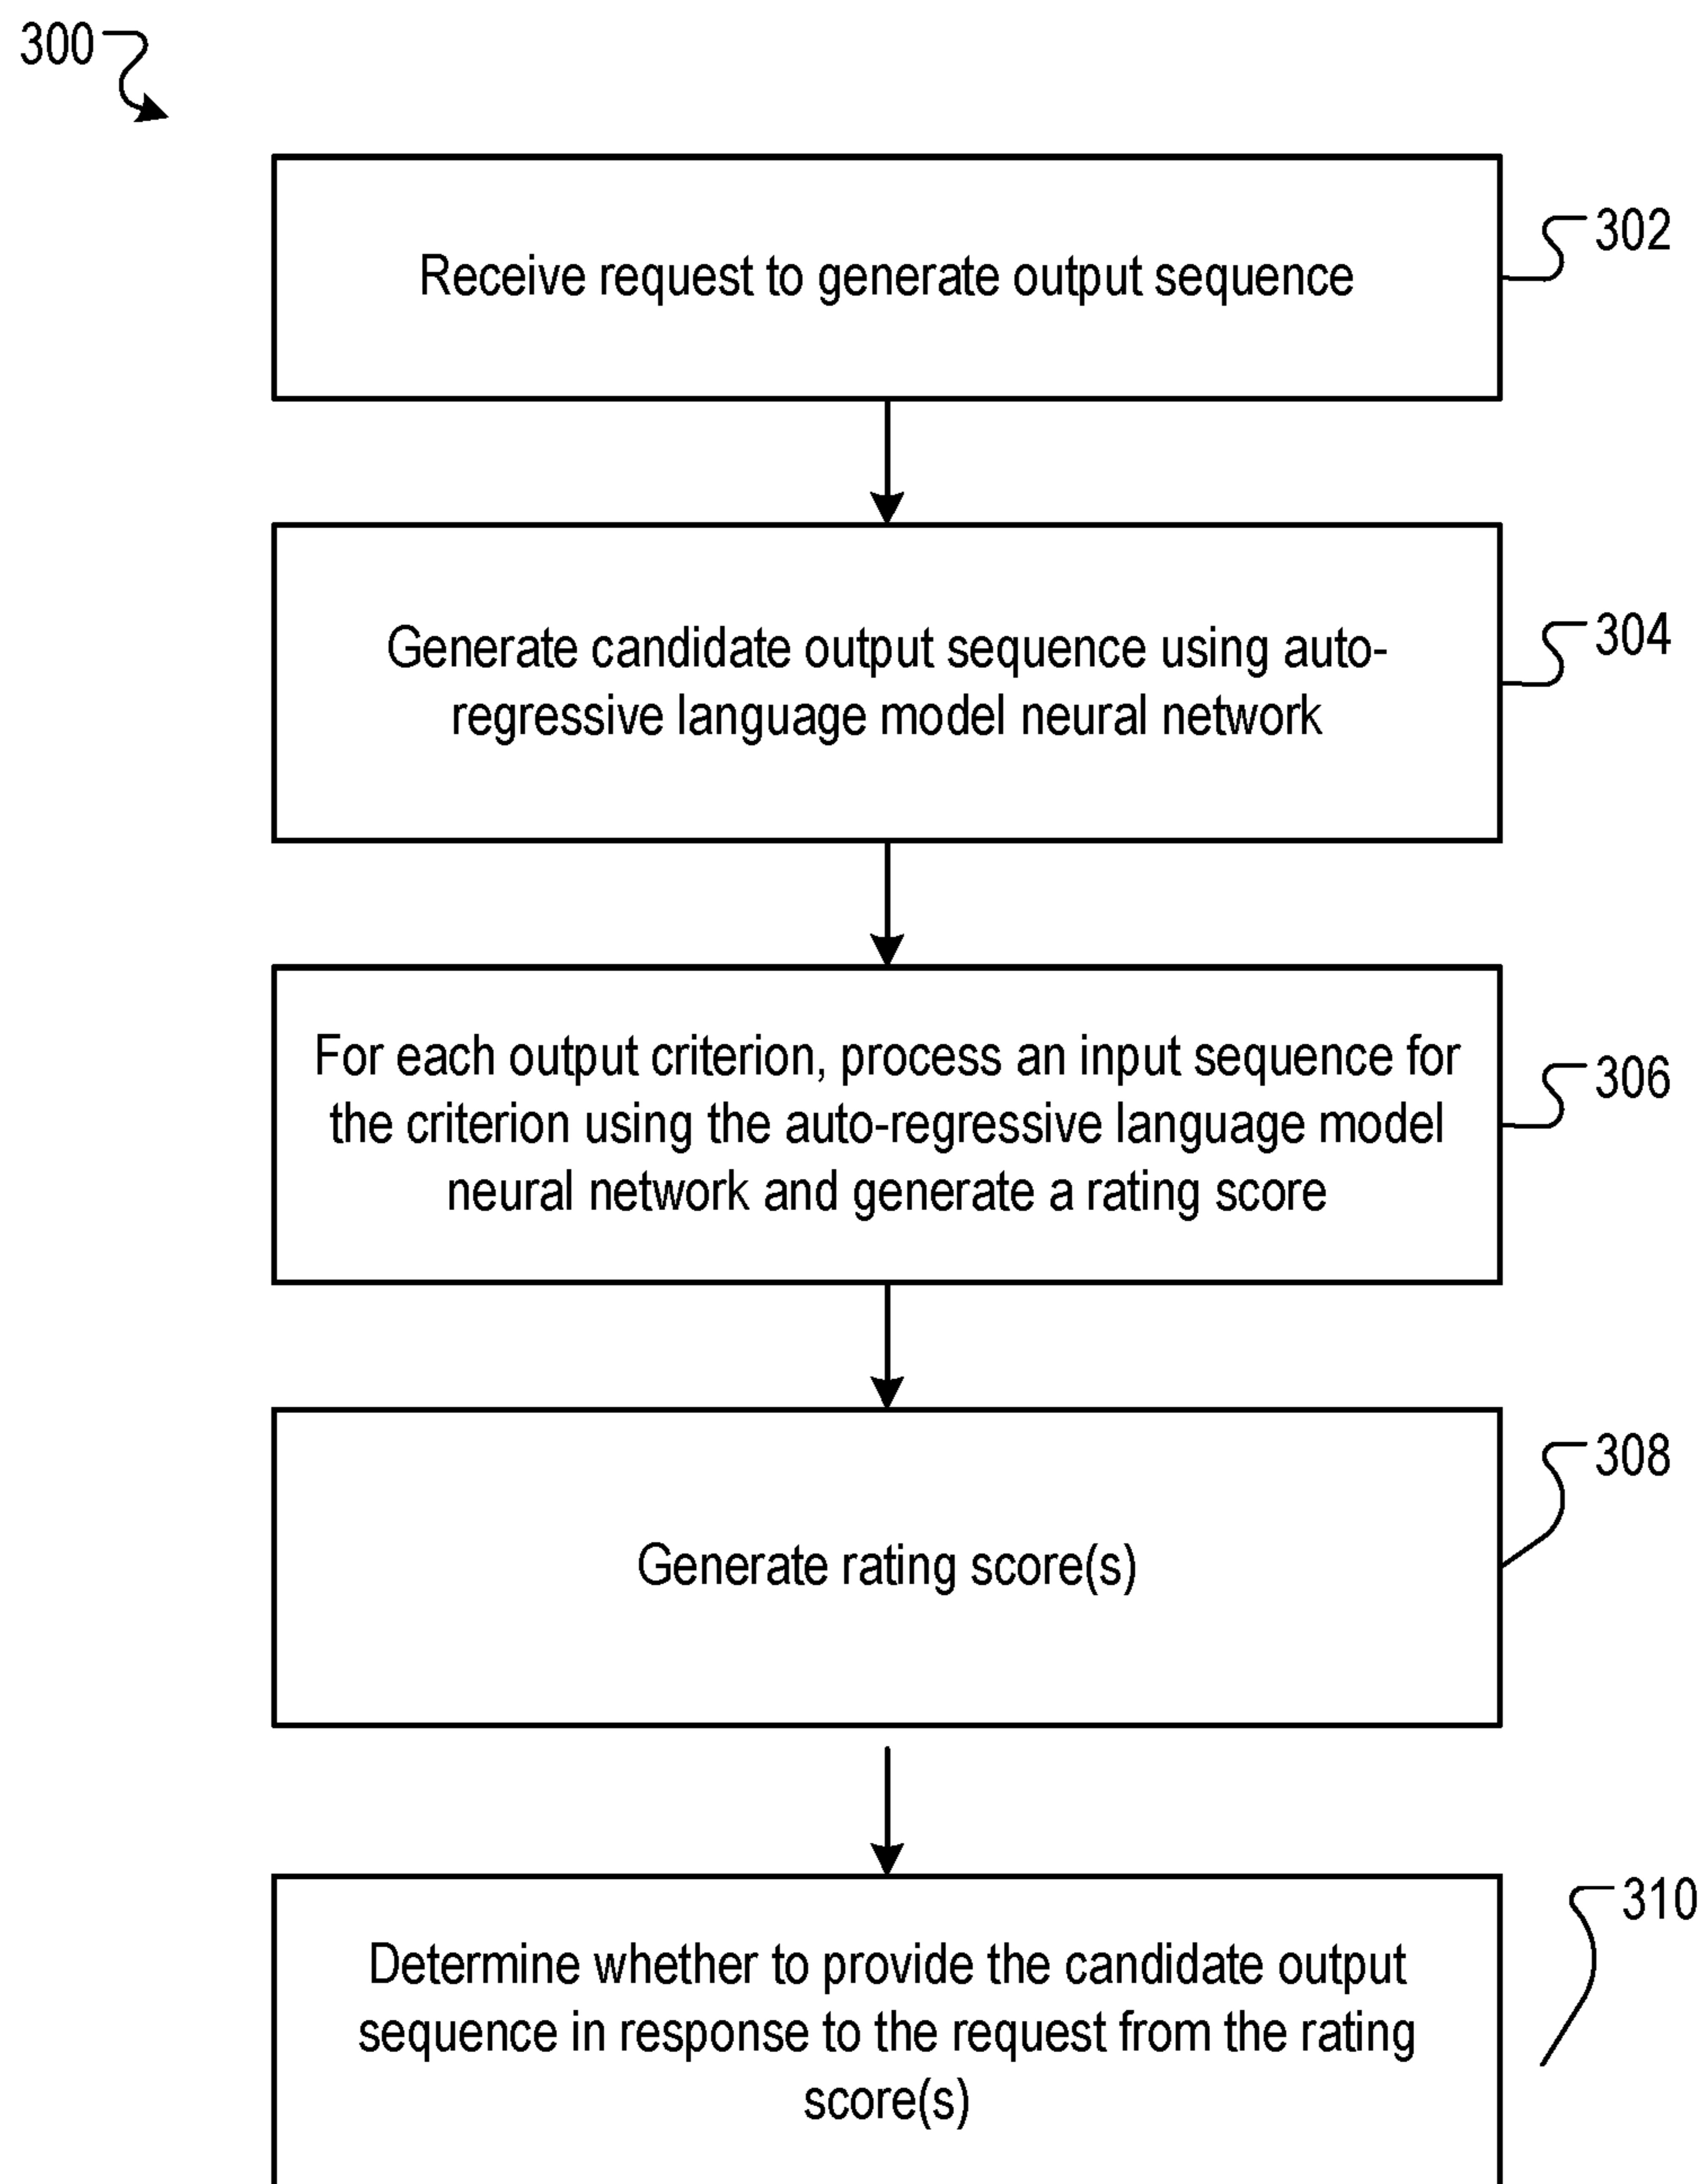 300
Receive request to generate output sequence
302
Generate candidate output sequence using auto-
regressive language model neural network
304
For each output criterion, process an input sequence for
the criterion using the auto-regressive language model
neural network and generate a rating score
306
Generate rating score(s)
308
Determine whether to provide the candidate output
sequence in response to the request from the rating
score(s)
310